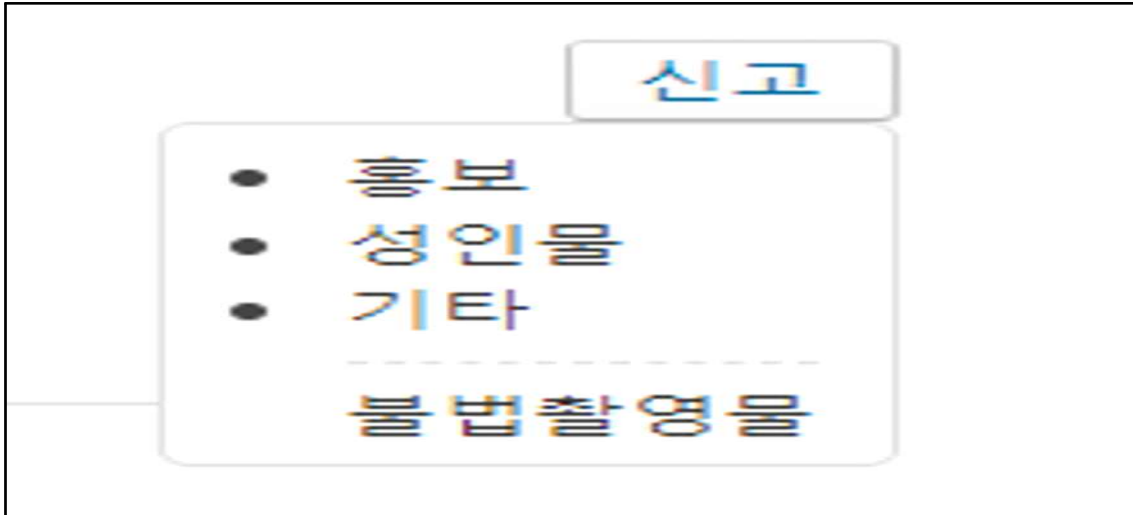 신고
• 홍보
• 성인물
• 기타
불법촬영물